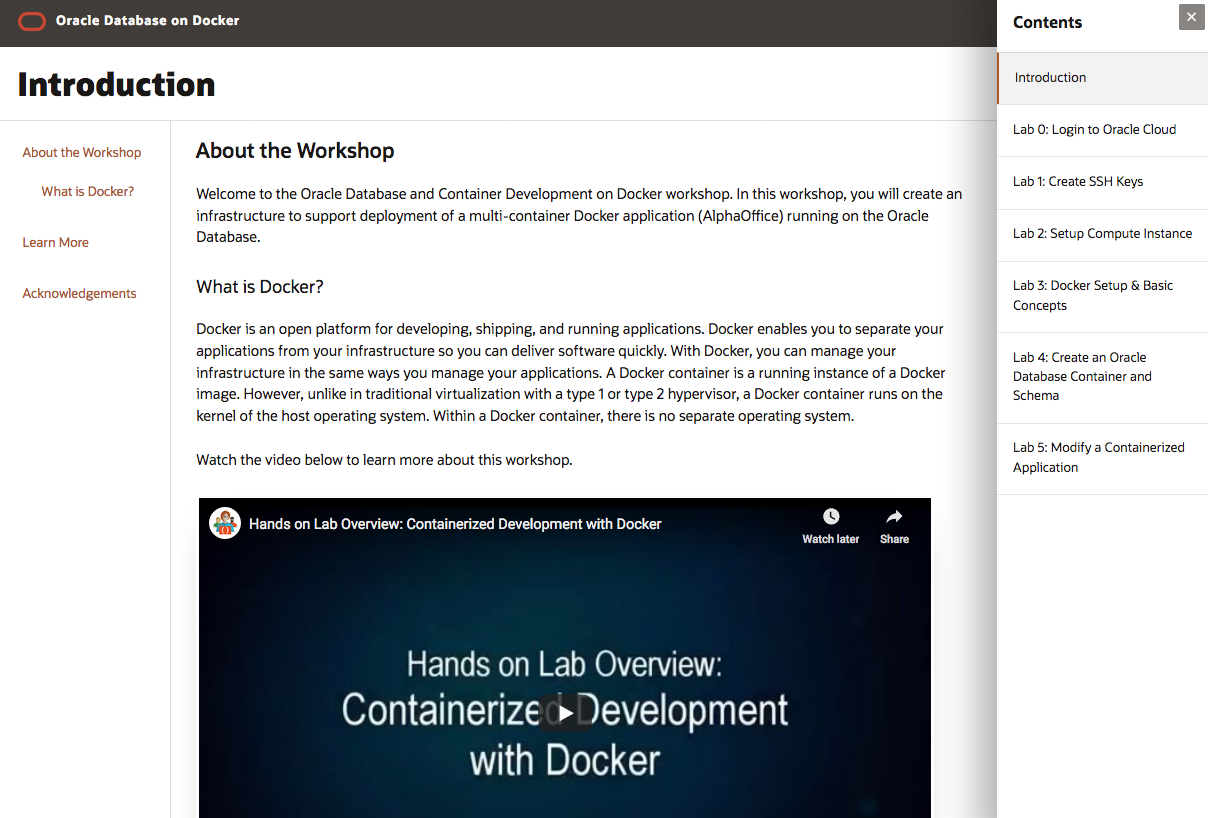 Oracle Database on Docker
Introduction
About the Workshop
What is Docker?
Learn More
Acknowledgements
About the Workshop
Welcome to the Oracle Database and Container Development on Docker workshop. In this workshop, you will create an
infrastructure to support deployment of a multi-container Docker application (AlphaOffice) running on the Oracle
Database.
What is Docker?
Docker is an open platform for developing, shipping, and running applications. Docker enables you to separate your
applications from your infrastructure so you can deliver software quickly. With Docker, you can manage your
infrastructure in the same ways you manage your applications. A Docker container is a running instance of a Docker
image. However, unlike in traditional virtualization with a type 1 or type 2 hypervisor, a Docker container runs on the
kernel of the host operating system. Within a Docker container, there is no separate operating system.
Watch the video below to learn more about this workshop.
Hands on Lab Overview: Containerized Development with Docker
Watch later
Share
Hands on Lab Overview:
Containerized Development
with Docker
Contents
Introduction
Lab 0: Login to Oracle Cloud
Lab 1: Create SSH Keys
Lab 2: Setup Compute Instance
Lab 3: Docker Setup & Basic
Concepts
Lab 4: Create an Oracle
Database Container and
Schema
Lab 5: Modify a Containerized
Application